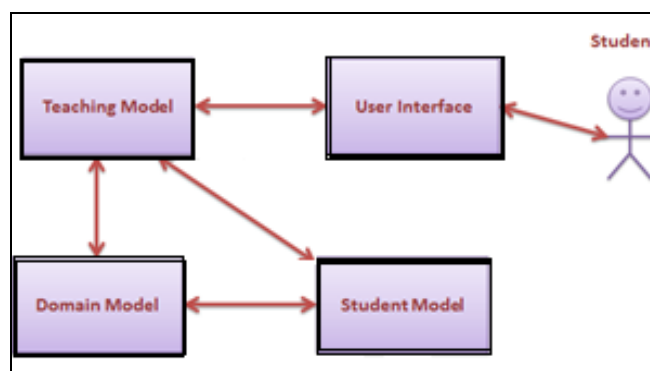 Studen
Teaching Model
User Interface
Domain Model
Student Model